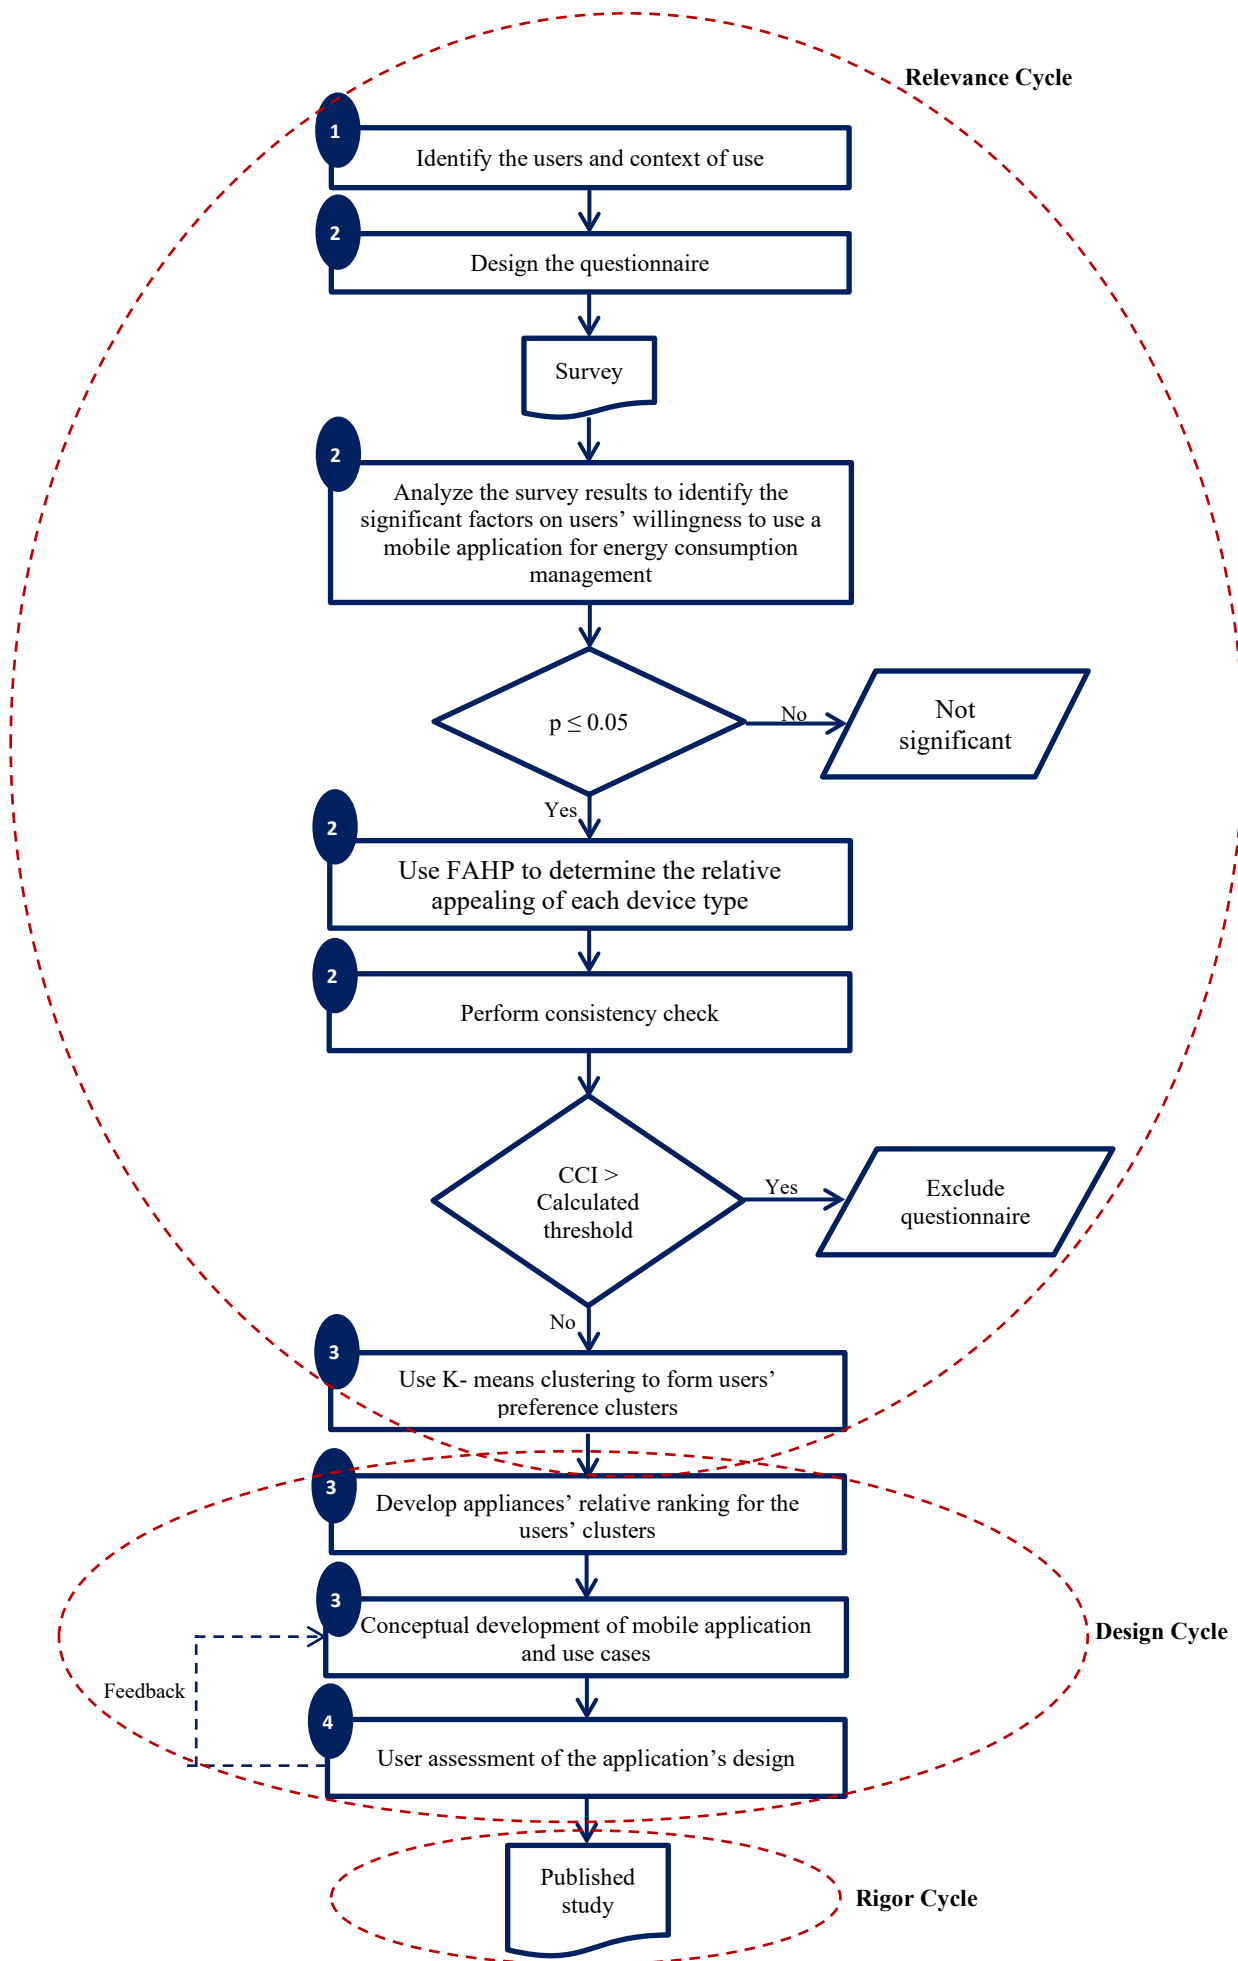 Relevance Cycle
1
Identify the users and context of use
2
Design the questionnaire
Survey
2
Analyze the survey results to identify the
significant factors on users’ willingness to use a
mobile application for energy consumption
management
p ≤ 0.05
No
Not
significant
Yes
2
Use FAHP to determine the relative
appealing of each device type
2
Perform consistency check
CCI >
Calculated
threshold
Yes
Exclude
questionnaire
No
3
Use K- means clustering to form users’
preference clusters
3
Develop appliances’ relative ranking for the
users’ clusters
3
Conceptual development of mobile application
and use cases
Design Cycle
Feedback
4
User assessment of the application’s design
Published
study
Rigor Cycle